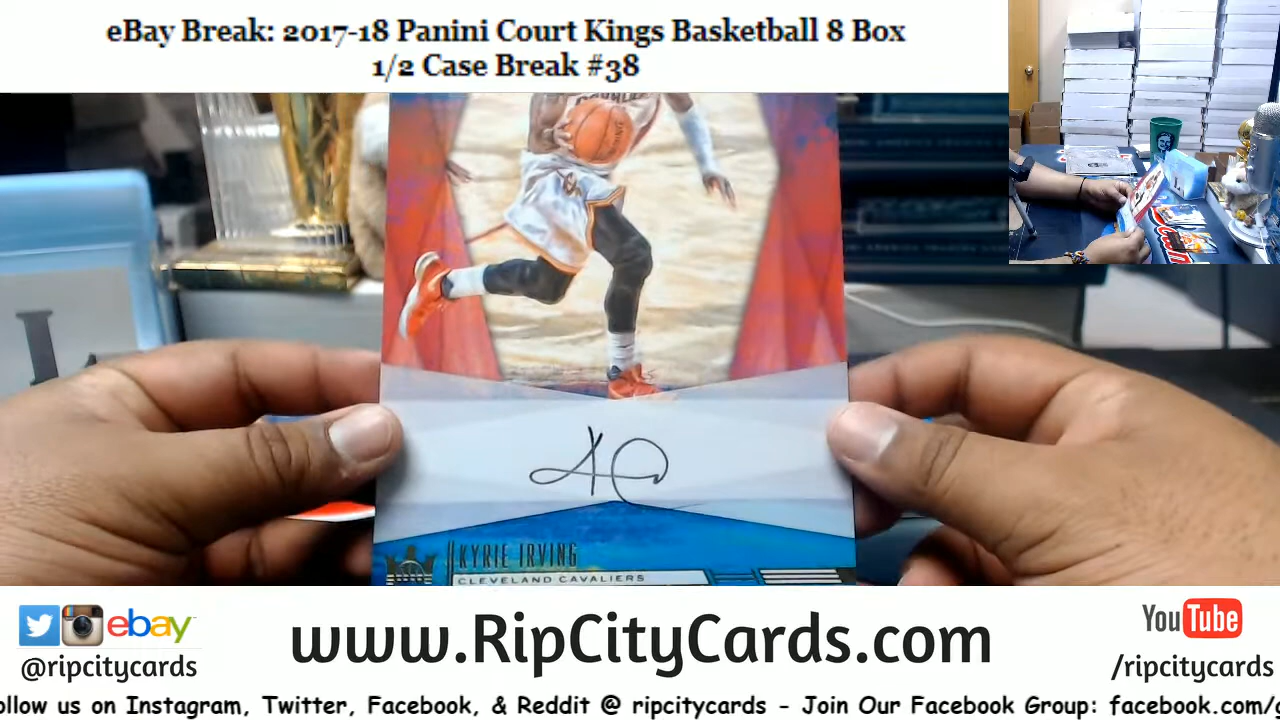 eBay Break: 2017-18 Panini Court Kings Basketball 8 Box
1/2 Case Break #38
KYRIE IRVING
CLEVELAND CAVALIERS
ebay
@ripcitycards
www.RipCityCards.com
YouTube
/ripcitycards
ollow us on Instagram, Twitter, Facebook, & Reddit @ ripcitycards - Join Our Facebook Group: facebook.com/g